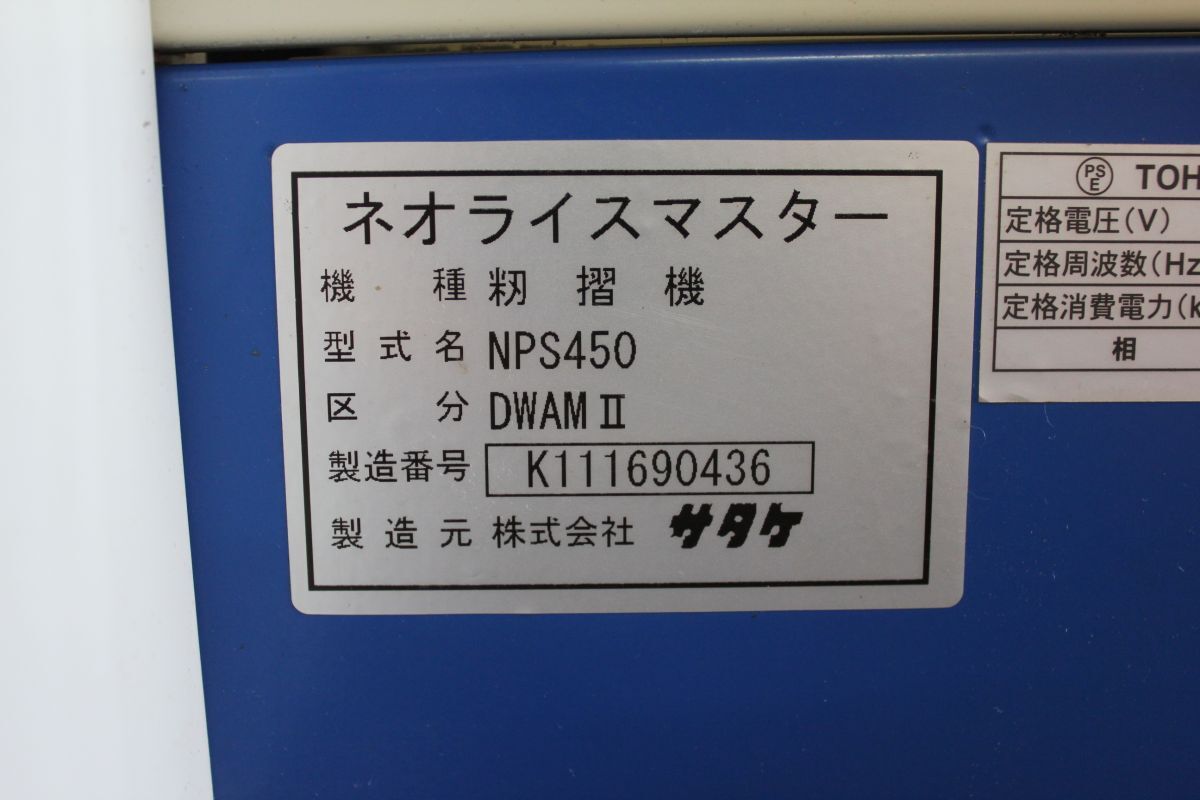 ネオライスマスター
機種 籾摺機
型式名 NPS450
区分 DWAMⅡ
製造番号 K111690436
製造元 株式会社 サタケ
PSE TOH
定格電圧(V)
定格周波数(Hz
定格消費電力(k
相